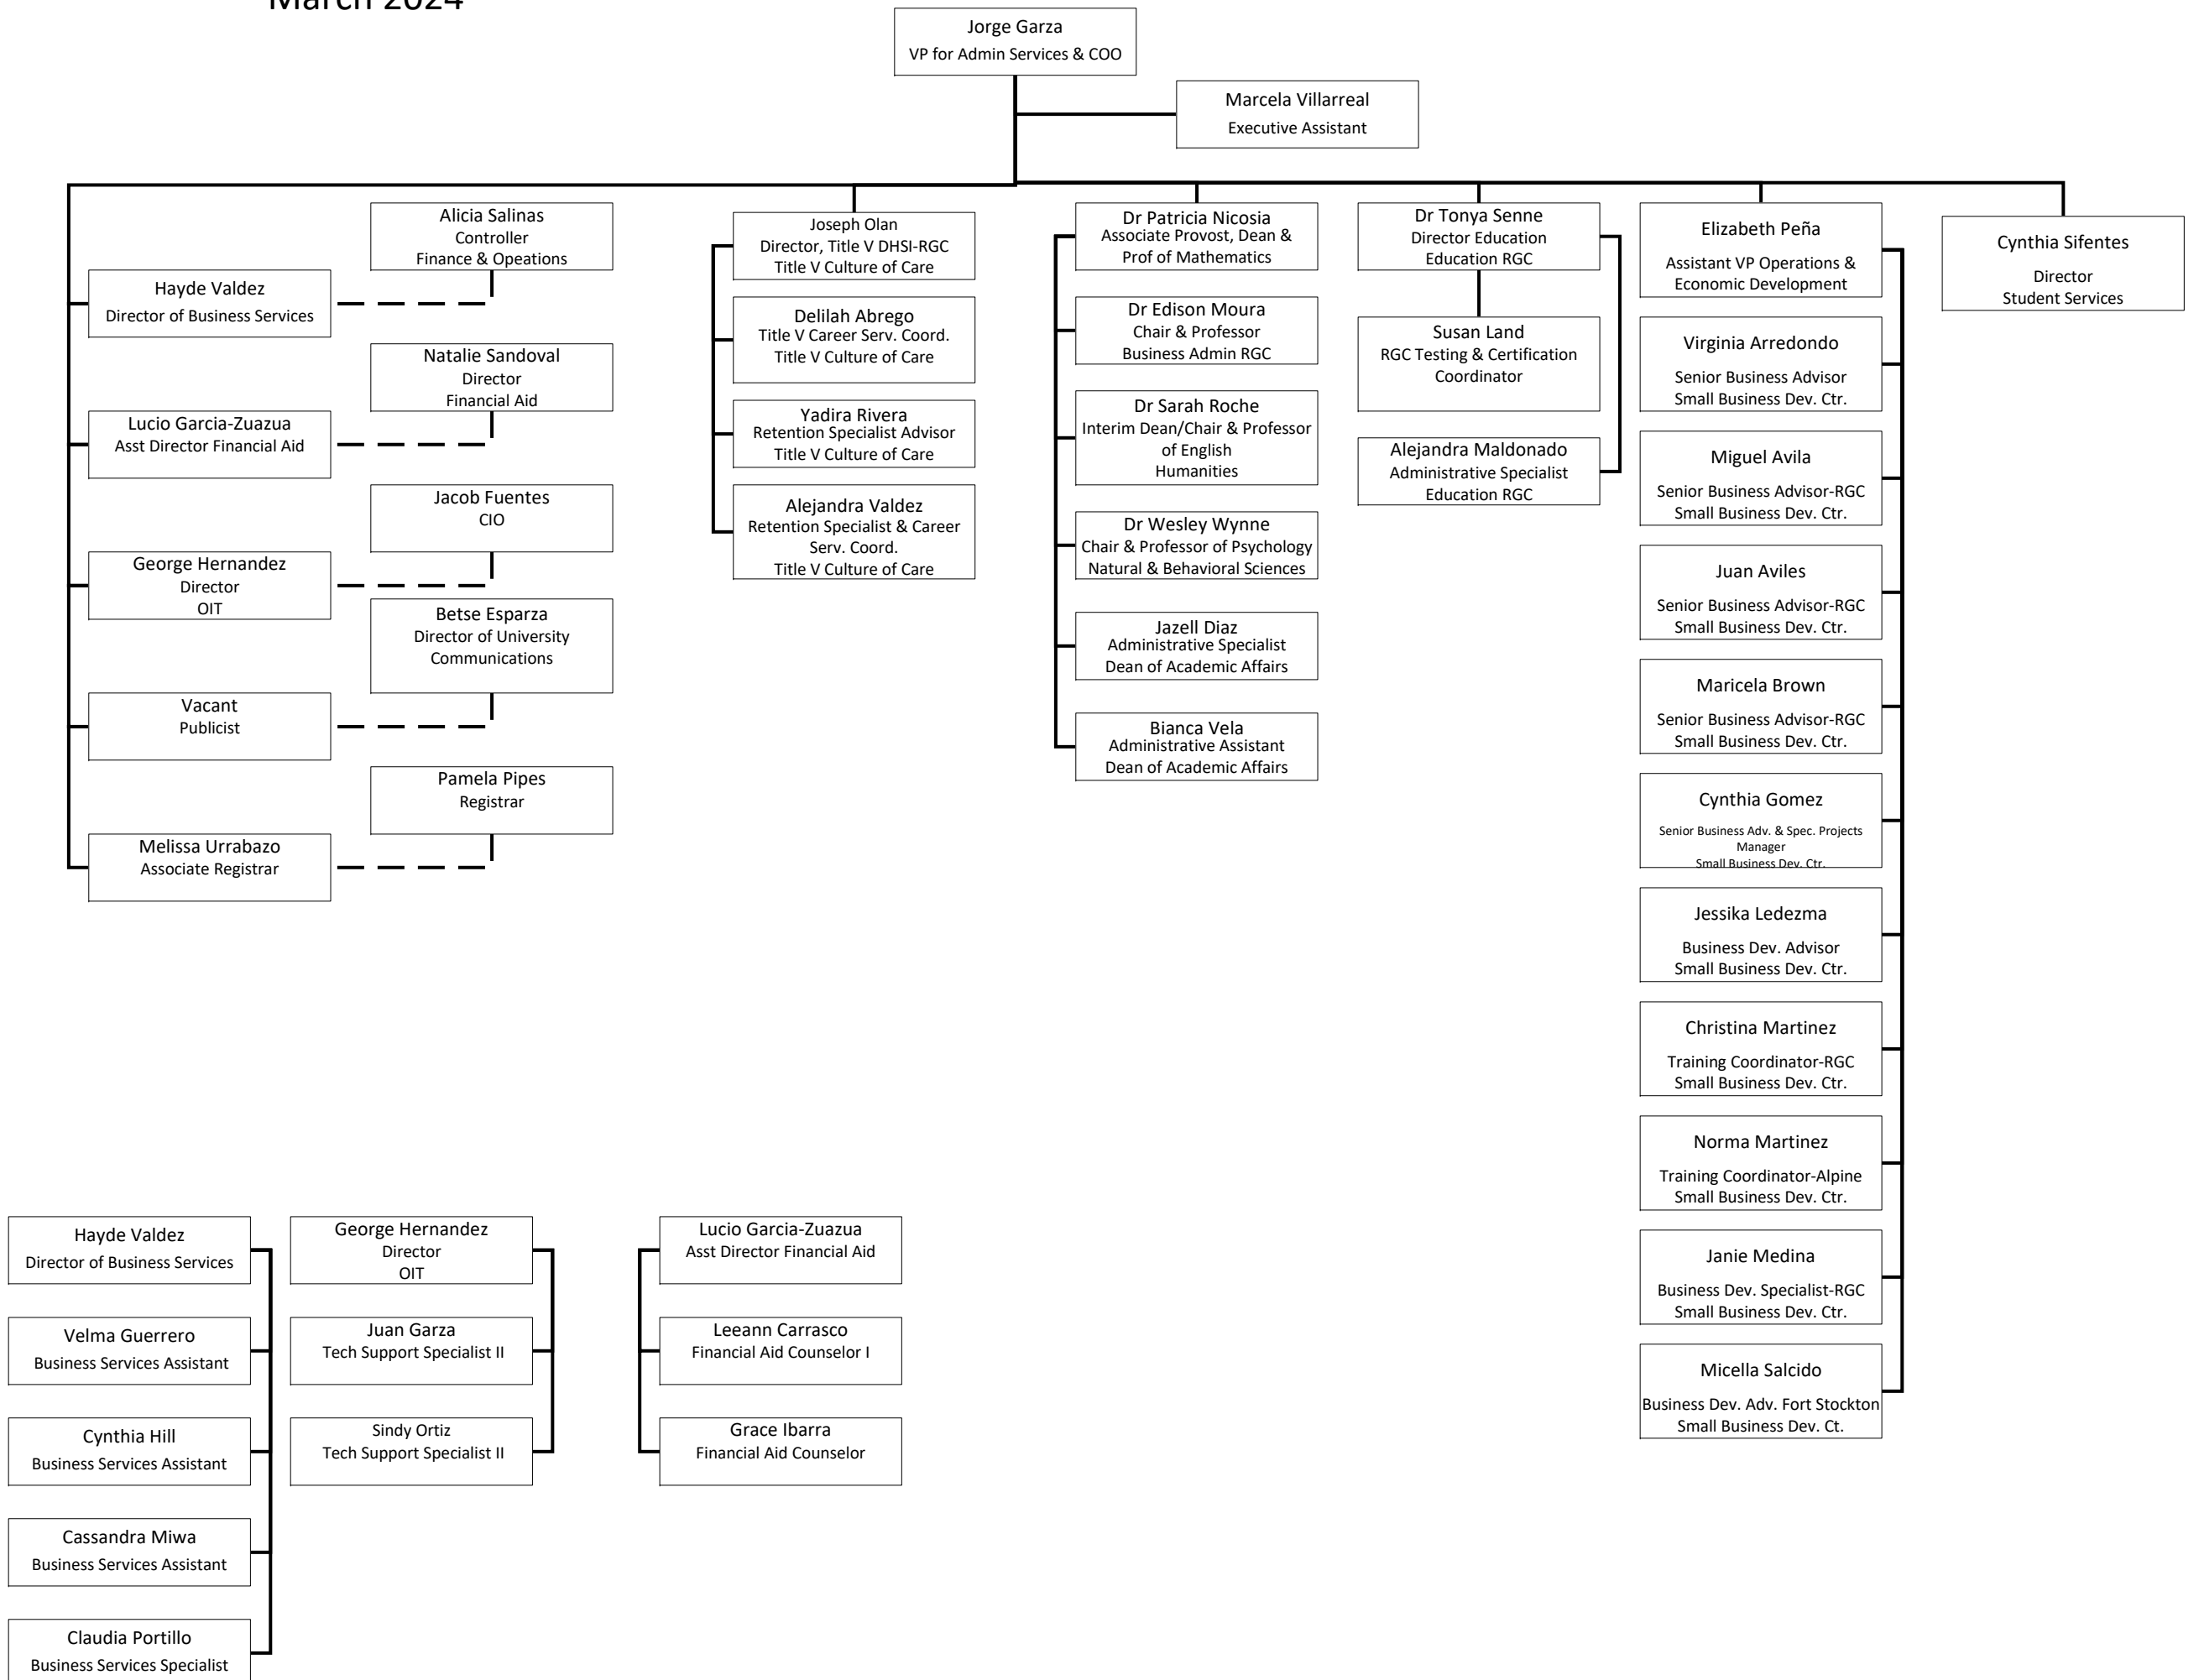 March 2024
Jorge Garza
VP for Admin Services & COO
Marcela Villarreal
Executive Assistant
Alicia Salinas
Controller
Finance & Opeations
Hayde Valdez
Director of Business Services
Natalie Sandoval
Director
Financial Aid
Lucio Garcia-Zuazua
Asst Director Financial Aid
Jacob Fuentes
CIO
George Hernandez
Director
OIT
Betse Esparza
Director of University
Communications
Vacant
Publicist
Pamela Pipes
Registrar
Melissa Urrabazo
Associate Registrar
Joseph Olan
Director, Title V DHSI-RGC
Title V Culture of Care
Delilah Abrego
Title V Career Serv. Coord.
Title V Culture of Care
Yadira Rivera
Retention Specialist Advisor
Title V Culture of Care
Alejandra Valdez
Retention Specialist & Career
Serv. Coord.
Title V Culture of Care
Dr Patricia Nicosia
Associate Provost, Dean &
Prof of Mathematics
Dr Edison Moura
Chair & Professor
Business Admin RGC
Dr Sarah Roche
Interim Dean/Chair & Professor
of English
Humanities
Dr Wesley Wynne
Chair & Professor of Psychology
Natural & Behavioral Sciences
Jazell Diaz
Administrative Specialist
Dean of Academic Affairs
Bianca Vela
Administrative Assistant
Dean of Academic Affairs
Dr Tonya Senne
Director Education
Education RGC
Susan Land
RGC Testing & Certification
Coordinator
Alejandra Maldonado
Administrative Specialist
Education RGC
Elizabeth Peña
Assistant VP Operations &
Economic Development
Virginia Arredondo
Senior Business Advisor
Small Business Dev. Ctr.
Miguel Avila
Senior Business Advisor-RGC
Small Business Dev. Ctr.
Juan Aviles
Senior Business Advisor-RGC
Small Business Dev. Ctr.
Maricela Brown
Senior Business Advisor-RGC
Small Business Dev. Ctr.
Cynthia Gomez
Senior Business Adv. & Spec. Projects
Manager
Small Business Dev. Ctr.
Jessika Ledezma
Business Dev. Advisor
Small Business Dev. Ctr.
Christina Martinez
Training Coordinator-RGC
Small Business Dev. Ctr.
Norma Martinez
Training Coordinator-Alpine
Small Business Dev. Ctr.
Janie Medina
Business Dev. Specialist-RGC
Small Business Dev. Ctr.
Micella Salcido
Business Dev. Adv. Fort Stockton
Small Business Dev. Ct.
Cynthia Sifentes
Director
Student Services
Hayde Valdez
Director of Business Services
Velma Guerrero
Business Services Assistant
Cynthia Hill
Business Services Assistant
Cassandra Miwa
Business Services Assistant
Claudia Portillo
Business Services Specialist
George Hernandez
Director
OIT
Juan Garza
Tech Support Specialist II
Sindy Ortiz
Tech Support Specialist II
Lucio Garcia-Zuazua
Asst Director Financial Aid
Leeann Carrasco
Financial Aid Counselor I
Grace Ibarra
Financial Aid Counselor